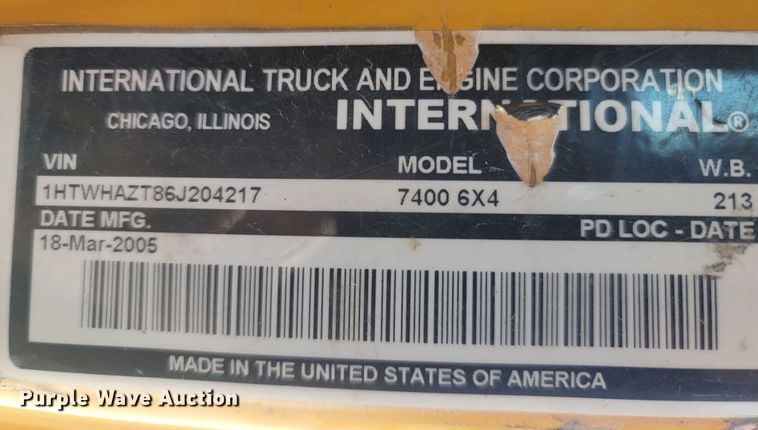 INTERNATIONAL TRUCK AND ENGINE CORPORATION
CHICAGO, ILLINOIS INTERNATIONAL®
VIN MODEL W.B.
1HTWHAZT86J204217 7400 6X4 213
DATE MFG. PD LOC - DATE
18-Mar-2005
MADE IN THE UNITED STATES OF AMERICA
Purple Wave Auction